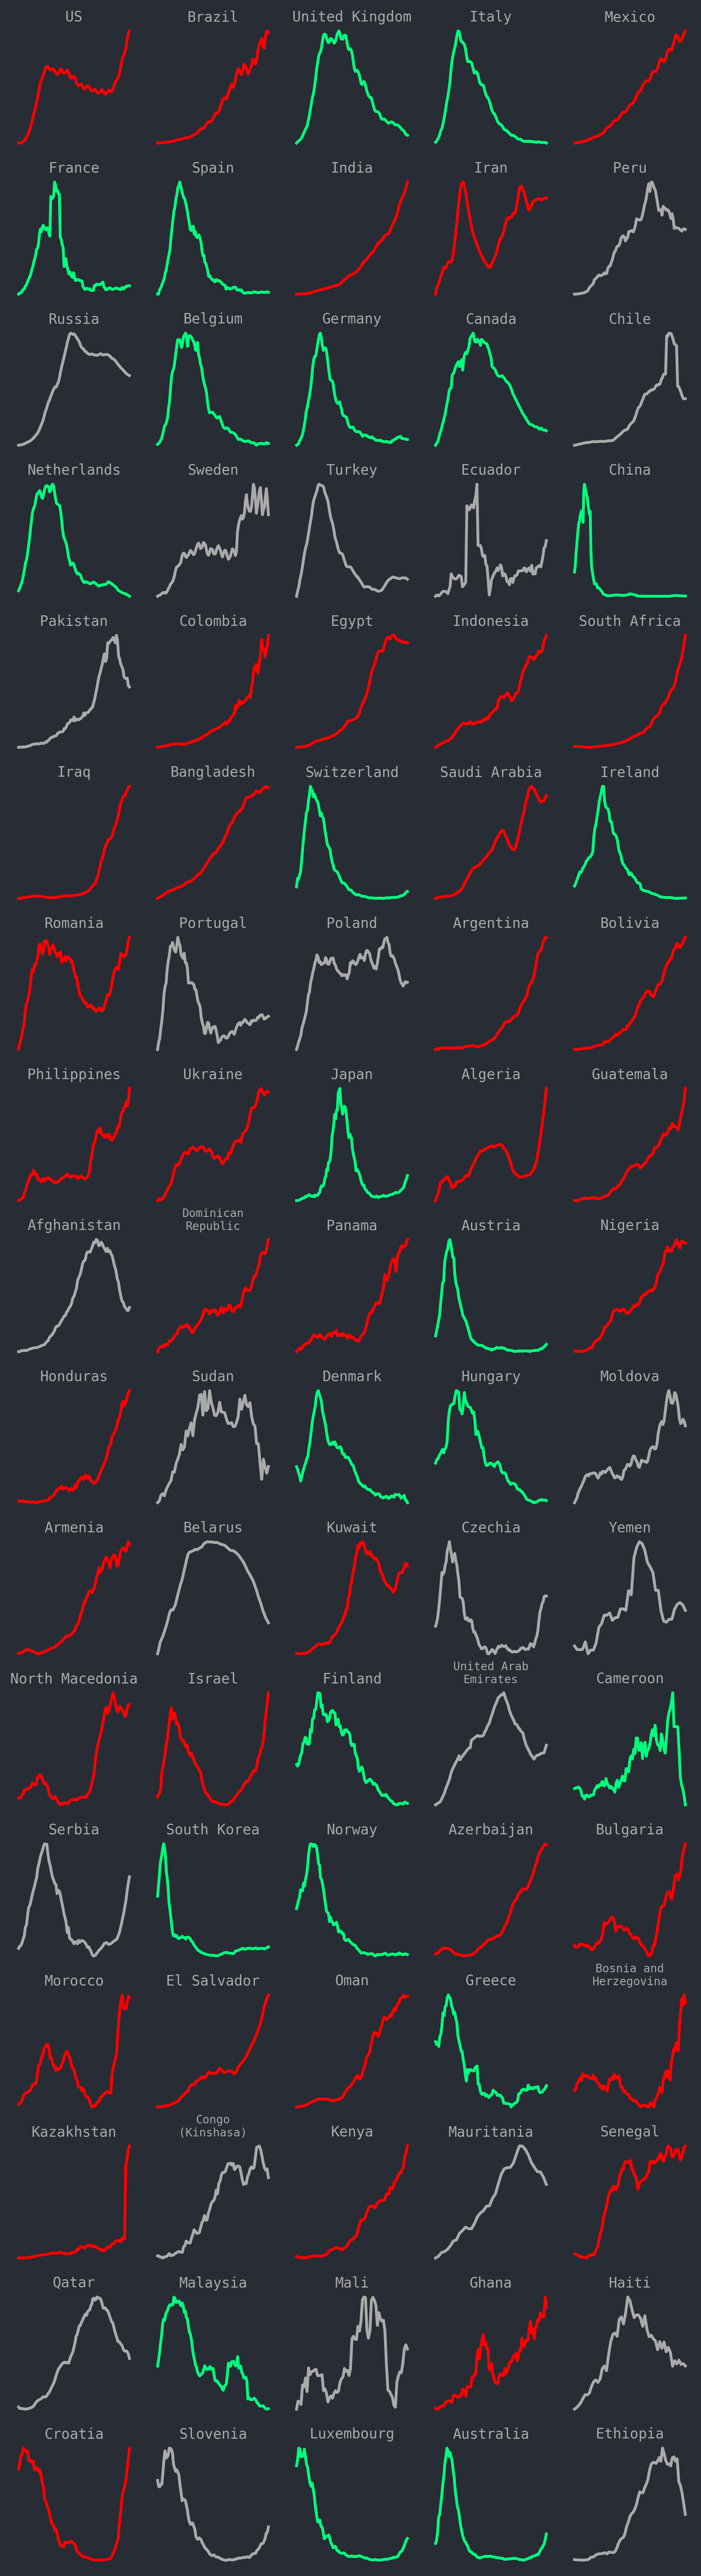 US
Brazil
United Kingdom
Italy
Mexico
France
Spain
India
Iran
Peru
Russia
Belgium
Germany
Canada
Chile
Netherlands
Sweden
Turkey
Ecuador
China
Pakistan
Colombia
Egypt
Indonesia
South Africa
Iraq
Bangladesh
Switzerland
Saudi Arabia
Ireland
Romania
Portugal
Poland
Argentina
Bolivia
Philippines
Ukraine
Japan
Algeria
Guatemala
Afghanistan
Dominican
Republic
Panama
Austria
Nigeria
Honduras
Sudan
Denmark
Hungary
Moldova
Armenia
Belarus
Kuwait
Czechia
Yemen
North Macedonia
Israel
Finland
United Arab
Emirates
Cameroon
Serbia
South Korea
Norway
Azerbaijan
Bulgaria
Morocco
El Salvador
Oman
Greece
Bosnia and
Herzegovina
Kazakhstan
Congo
(Kinshasa)
Kenya
Mauritania
Senegal
Qatar
Malaysia
Mali
Ghana
Haiti
Croatia
Slovenia
Luxembourg
Australia
Ethiopia